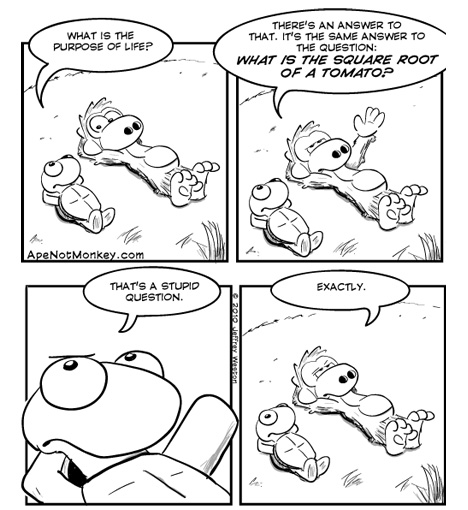 WHAT IS THE
PURPOSE OF LIFE?
THERE'S AN ANSWER TO
THAT. IT'S THE SAME ANSWER TO
THE QUESTION:
WHAT IS THE SQUARE ROOT
OF A TOMATO?
ApeNotMonkey.com
THAT'S A STUPID
QUESTION.
© 2010 Jeffrey Weston
EXACTLY.